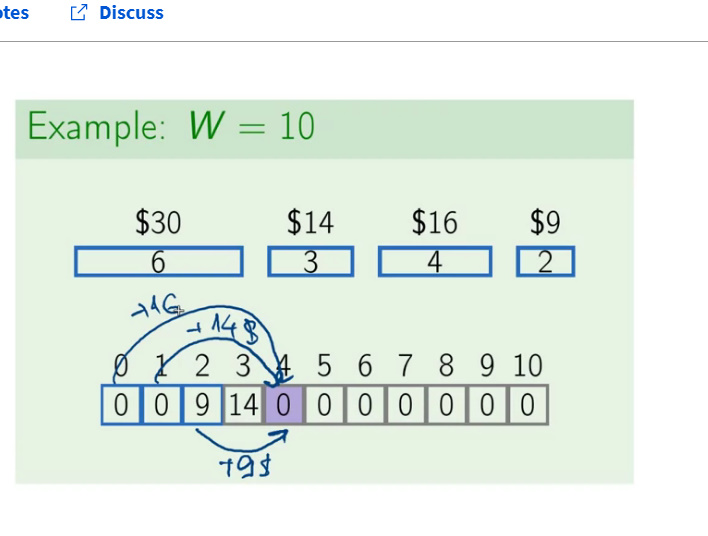 otes Discuss
Example: W = 10
$30 $14 $16 $9
6 3 4 2
+16
+14$
0 1 2 3 4 5 6 7 8 9 10
0 0 9 14 0 0 0 0 0 0 0
+9$